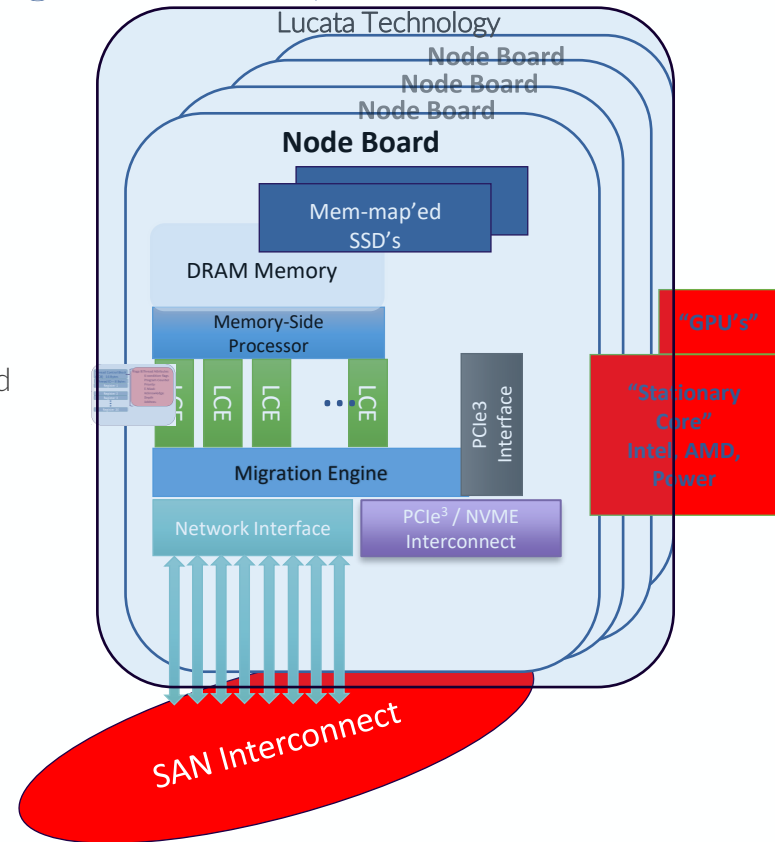 Lucata Technology
Node Board
Node Board
Node Board
Node Board
Mem-map'ed
SSD's
DRAM Memory
"GPU's"
Memory-Side
Processor
"Stationary
Core"
Intel, AMD,
Power
LCE
LCE
LCE
...
LCE
PCIe3
Interface
Migration Engine
Network Interface
PCIe³ / NVME
Interconnect
SAN Interconnect